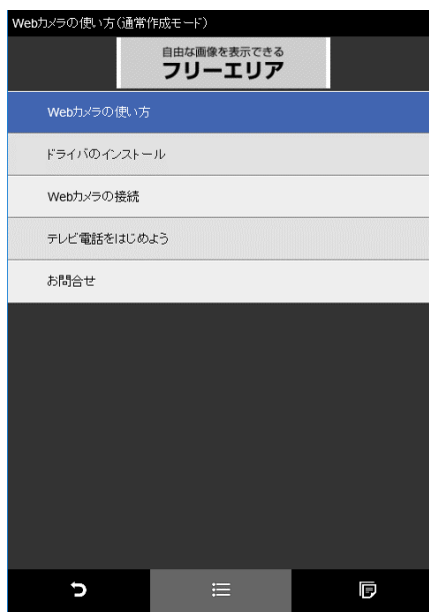 Webカメラの使い方(通常作成モード)
自由な画像を表示できる
フリーエリア
Webカメラの使い方
ドライバのインストール
Webカメラの接続
テレビ電話をはじめよう
お問合せ